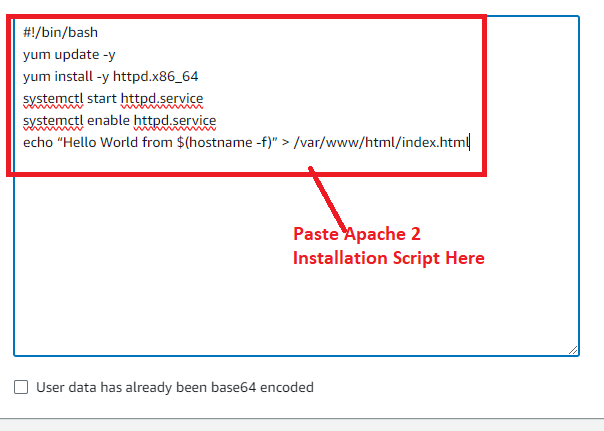 #!/bin/bash
yum update -y
yum install -y httpd.x86_64
systemctl start httpd.service
systemctl enable httpd.service
echo “Hello World from $(hostname -f)” > /var/www/html/index.html
Paste Apache 2
Installation Script Here
User data has already been base64 encoded